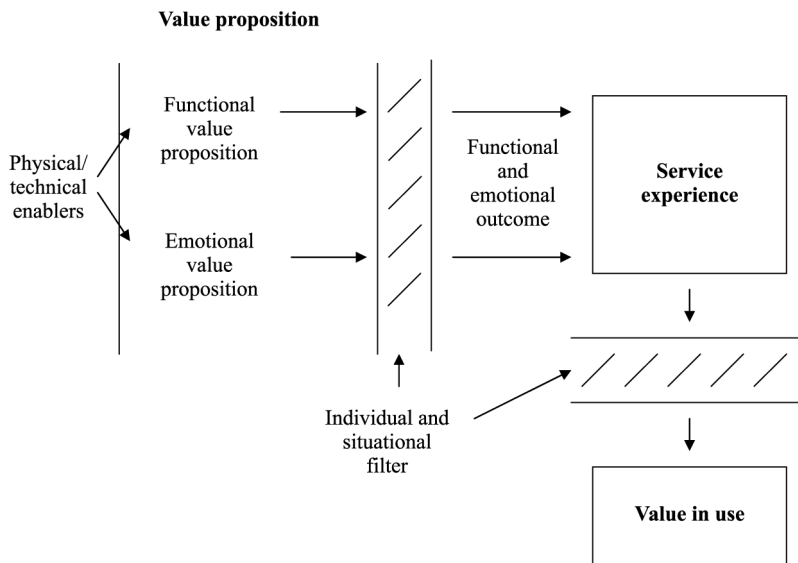 Value proposition
Functional
value
proposition
Physical/
technical
enablers
Emotional
value
proposition
Functional
and
emotional
outcome
Service
experience
Individual and
situational
filter
Value in use